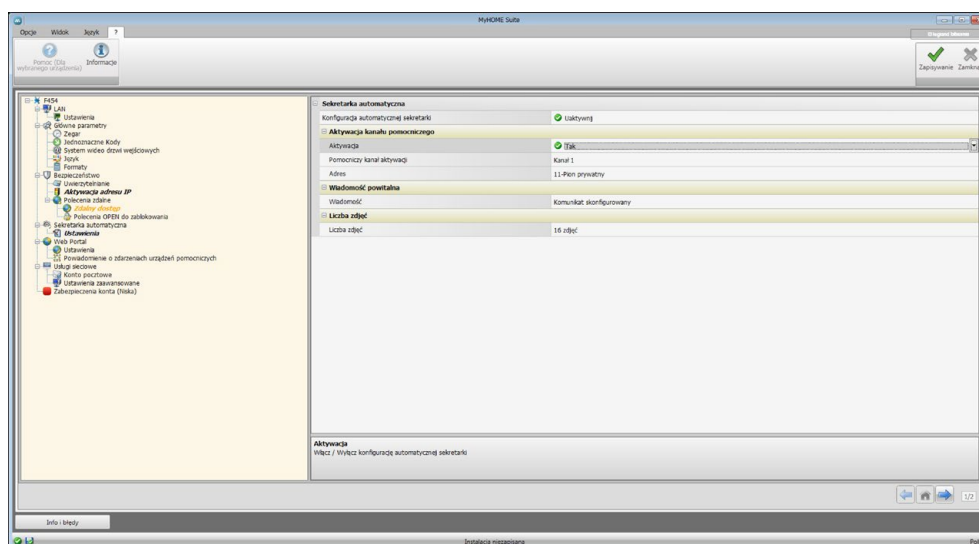 MyHOME Suite
Opcje Widok Język ?
Pomoc (Dla wybranego urządzenia)
Informacje
Zapisywanie
F454
LAN
Ustawienia
Główne parametry
Zegar
Jednoznaczne Kody
System wideo drzwi wejściowych
Język
Formaty
Bezpieczeństwo
Uwierzytelnianie
Aktywacja adresu IP
Polecenia zdalne
Zdalny dostęp
Polecenia OPEN do zablokowania
Sekretarka automatyczna
Ustawienia
Web Portal
Ustawienia
Powiadomienie o zdarzeniach urządzeń pomocniczych
Usługi sieciowe
Konto pocztowe
Ustawienia zaawansowane
Zabezpieczenia konta (Niska)
Sekretarka automatyczna
Konfiguracja automatycznej sekretarki Uaktywnij
Aktywacja kanału pomocniczego
Aktywacja Tak
Pomocniczy kanał aktywacji Kanał 1
Adres 11-Pion prywatny
Wiadomość powitalna
Wiadomość Komunikat skonfigurowany
Liczba zdjęć
Liczba zdjęć 16 zdjęć
Aktywacja
Włącz / Wyłącz konfigurację automatycznej sekretarki
1/2
Info i błędy
Instalacja niezapisana